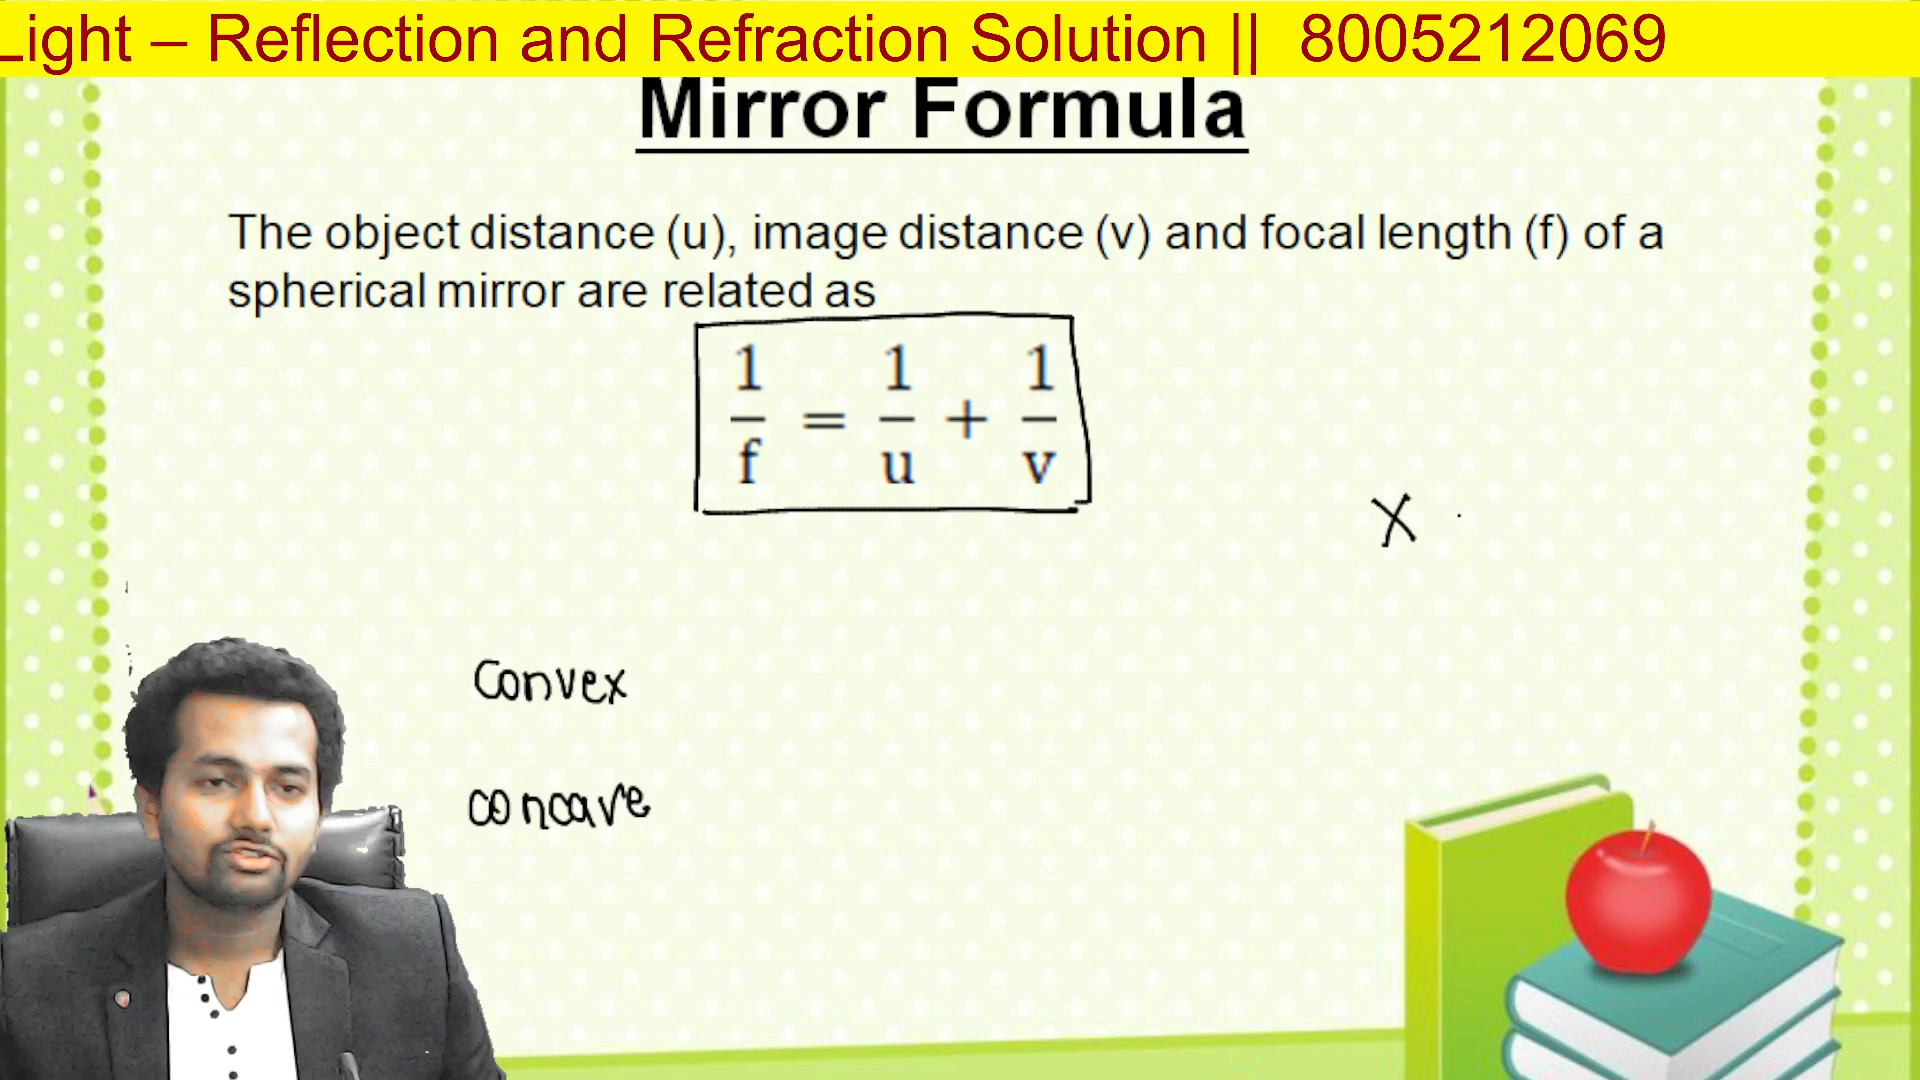 Light – Reflection and Refraction Solution || 8005212069
Mirror Formula
The object distance (u), image distance (v) and focal length (f) of a
spherical mirror are related as
1/f = 1/u + 1/v
X
Convex
concave